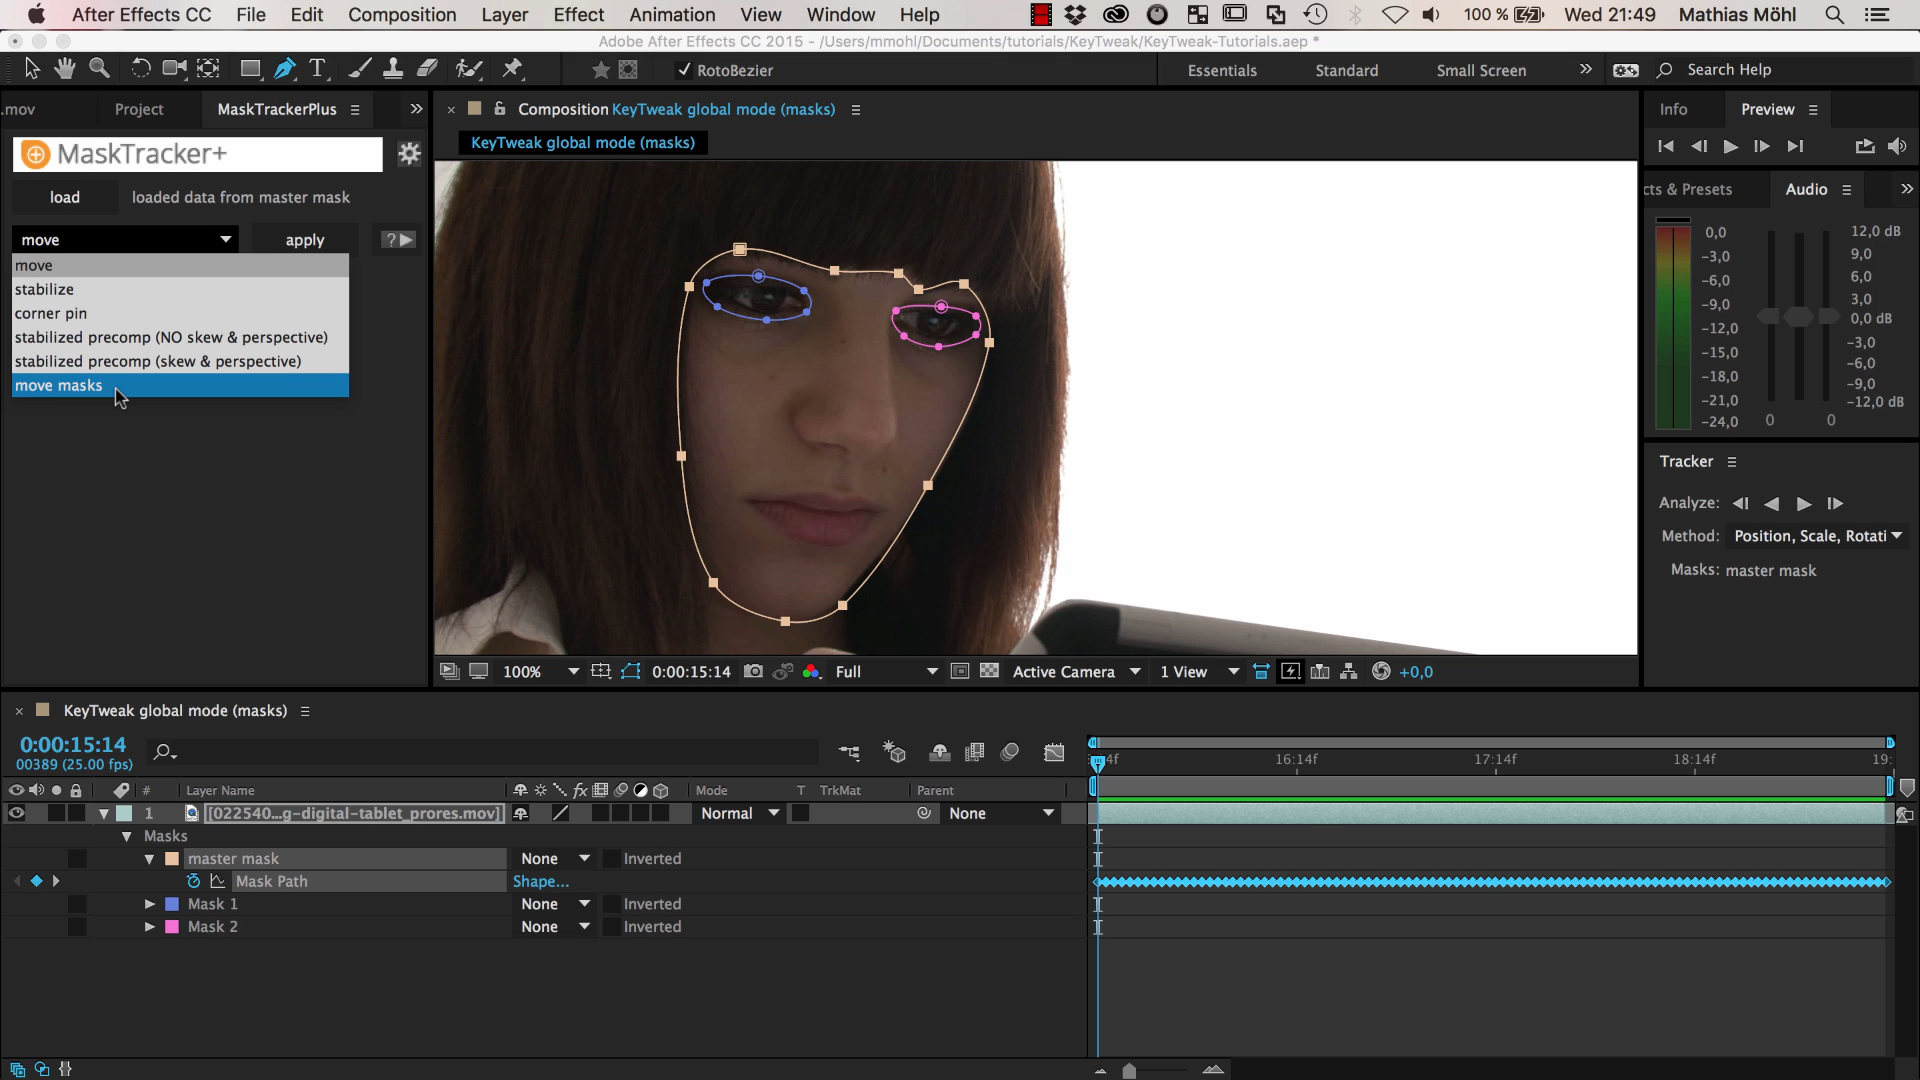 After Effects CC File Edit Composition Layer Effect Animation View Window Help 100 % Wed 21:49 Mathias Möhl
Adobe After Effects CC 2015 - /Users/mmohl/Documents/tutorials/KeyTweak/KeyTweak-Tutorials.aep *
RotoBezier Essentials Standard Small Screen Search Help
.mov Project MaskTrackerPlus
Composition KeyTweak global mode (masks)
Info Preview
KeyTweak global mode (masks)
MaskTracker+
load loaded data from master mask
move apply ?
move
stabilize
corner pin
stabilized precomp (NO skew & perspective)
stabilized precomp (skew & perspective)
move masks
cts & Presets Audio
0,0
-3,0
-6,0
-9,0
-12,0
-15,0
-18,0
-21,0
-24,0
12,0 dB
9,0
6,0
3,0
0,0 dB
-3,0
-6,0
-9,0
-12,0 dB
0 0
Tracker
Analyze:
Method: Position, Scale, Rotati
Masks: master mask
100% 0:00:15:14 Full Active Camera 1 View +0,0
KeyTweak global mode (masks)
0:00:15:14
00389 (25.00 fps)
4f 16:14f 17:14f 18:14f 19:
# Layer Name fx Mode T TrkMat Parent
1 [022540...g-digital-tablet_prores.mov] Normal None
Masks
master mask None Inverted
Mask Path Shape...
Mask 1 None Inverted
Mask 2 None Inverted